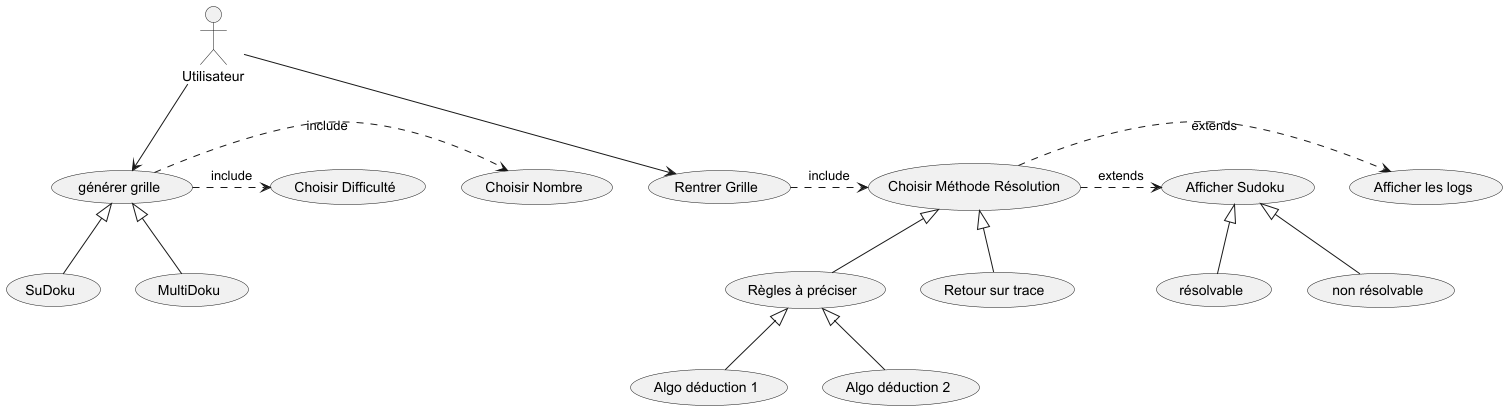 Utilisateur
include
extends
include
include
extends
générer grille
Choisir Difficulté
Choisir Nombre
Rentrer Grille
Choisir Méthode Résolution
Afficher Sudoku
Afficher les logs
SuDoku
MultiDoku
Règles à préciser
Retour sur trace
résolvable
non résolvable
Algo déduction 1
Algo déduction 2